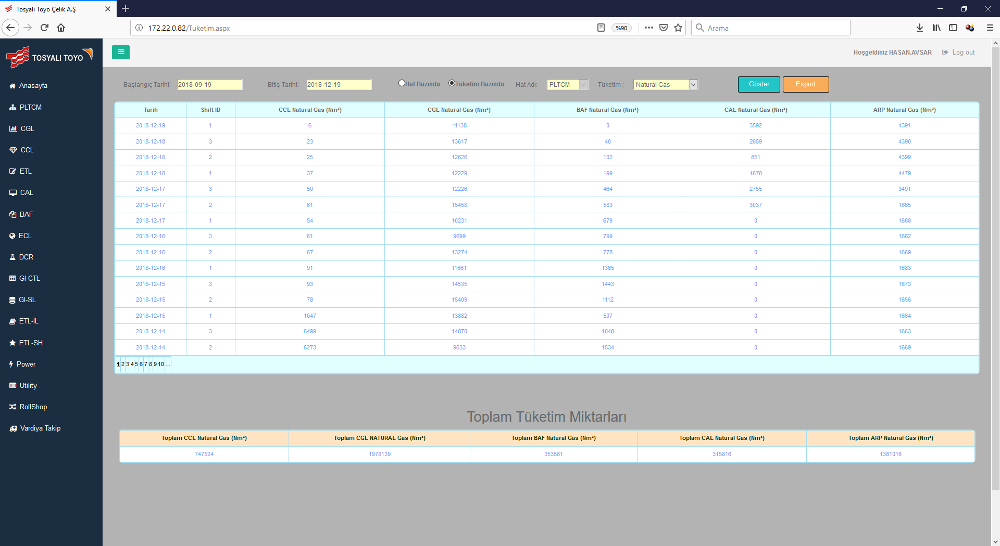 Tosyalı Toyo Çelik A.Ş
172.22.0.82/Tuketim.aspx
%90
Arama
TOSYALI TOYO
Hoşgeldiniz HASAN.AVSAR Log out
Anasayfa
PLTCM
CGL
CCL
ETL
CAL
BAF
ECL
DCR
GI-CTL
GI-SL
ETL-IL
ETL-SH
Power
Utility
RollShop
Vardiya Takip
Başlangıç Tarihi: 2018-09-19 Bitiş Tarihi: 2018-12-19 Hat Bazında Tüketim Bazında Hat Adı: PLTCM Tüketim : Natural Gas Göster Export
Tarih Shift ID CCL Natural Gas (Nm³) CGL Natural Gas (Nm³) BAF Natural Gas (Nm³) CAL Natural Gas (Nm³) ARP Natural Gas (Nm³)
2018-12-19 1 6 11138 0 3592 4391
2018-12-18 3 23 13617 40 2659 4390
2018-12-18 2 25 12626 102 851 4399
2018-12-18 1 37 12229 199 1678 4479
2018-12-17 3 50 12226 464 2755 3491
2018-12-17 2 61 15458 583 3037 1665
2018-12-17 1 54 10231 679 0 1668
2018-12-16 3 61 9699 799 0 1662
2018-12-16 2 67 13274 778 0 1669
2018-12-16 1 91 11661 1365 0 1683
2018-12-15 3 93 14535 1443 0 1673
2018-12-15 2 78 15409 1112 0 1656
2018-12-15 1 1047 13882 507 0 1664
2018-12-14 3 6499 14870 1048 0 1663
2018-12-14 2 6273 9633 1534 0 1669
1 2 3 4 5 6 7 8 9 10 ...
Toplam Tüketim Miktarları
Toplam CCL Natural Gas (Nm³) Toplam CGL NATURAL Gas (Nm³) Toplam BAF Natural Gas (Nm³) Toplam CAL Natural Gas (Nm³) Toplam ARP Natural Gas (Nm³)
747524 1978139 353561 315816 1381016